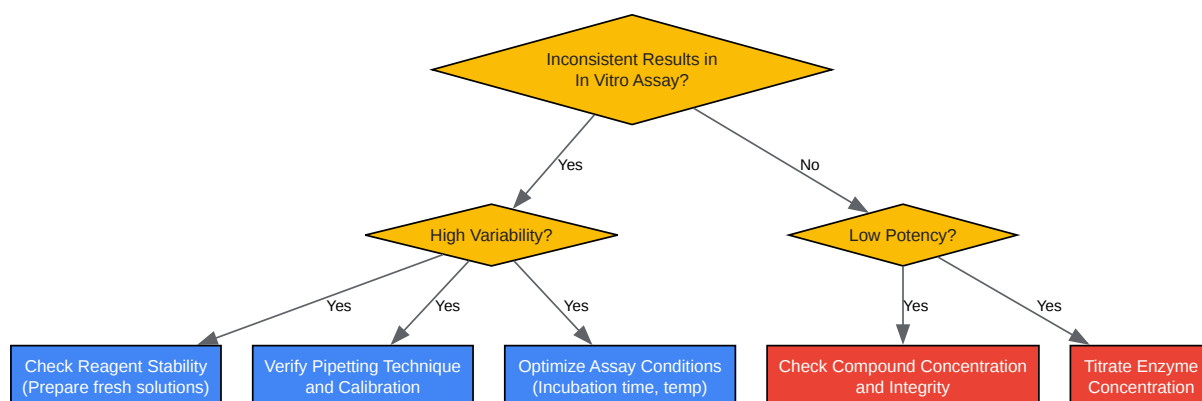 Inconsistent Results in
In Vitro Assay?
Yes
No
High Variability?
Low Potency?
Yes
Yes
Yes
Yes
Yes
Check Reagent Stability
(Prepare fresh solutions)
Verify Pipetting Technique
and Calibration
Optimize Assay Conditions
(Incubation time, temp)
Check Compound Concentration
and Integrity
Titrate Enzyme
Concentration